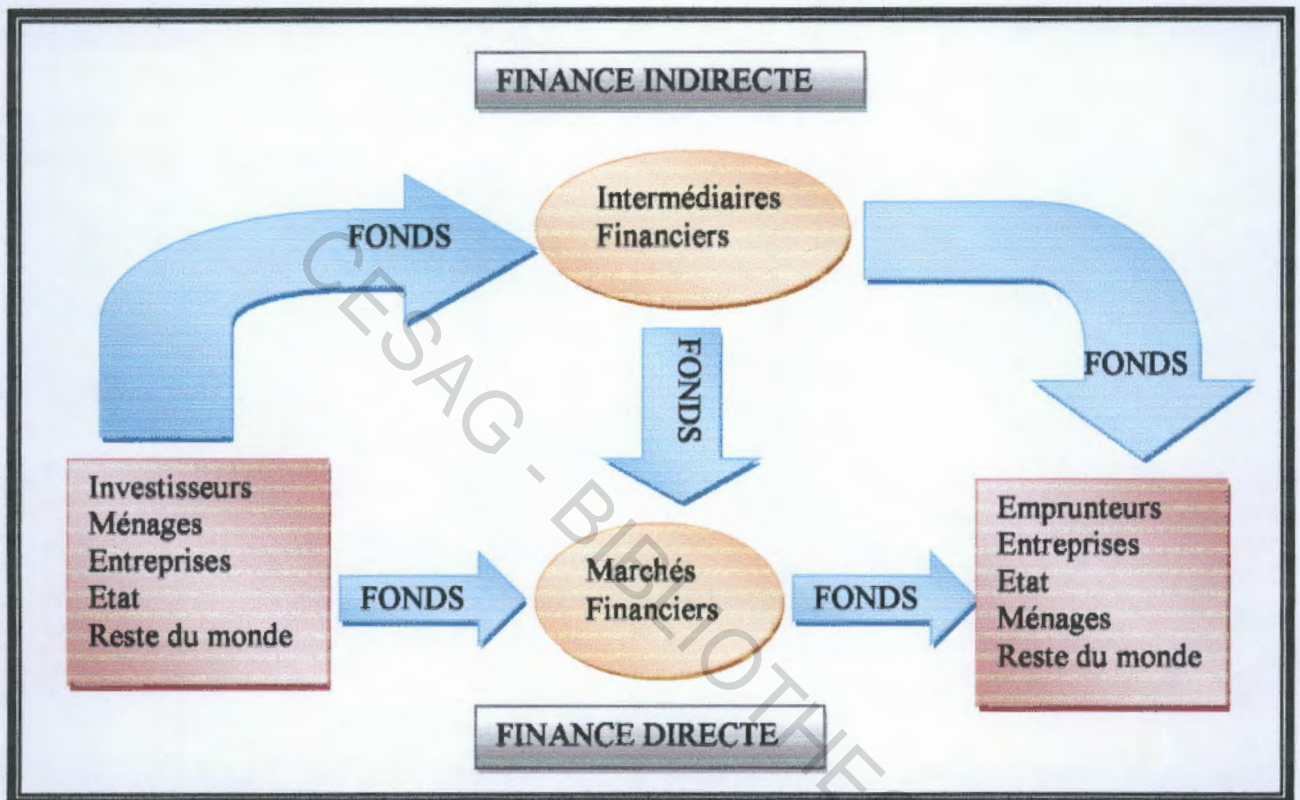 FINANCE INDIRECTE
Intermédiaires
Financiers
FONDS
FONDS
FONDS
Investisseurs
Ménages
Entreprises
Etat
Reste du monde
FONDS
Marchés
Financiers
FONDS
Emprunteurs
Entreprises
Etat
Ménages
Reste du monde
FINANCE DIRECTE
CESAG - BIBLIOTHE